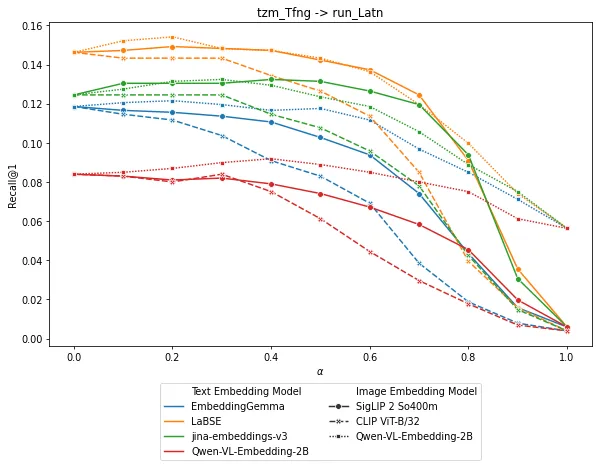 tzm_Tfng -> run_Latn
0.16
0.14
0.12
0.10
0.08
0.06
0.04
0.02
0.00
Recall@1
0.0 0.2 0.4 0.6 0.8 1.0
α
Text Embedding Model Image Embedding Model
EmbeddingGemma SigLIP 2 So400m
LaBSE CLIP ViT-B/32
jina-embeddings-v3 Qwen-VL-Embedding-2B
Qwen-VL-Embedding-2B